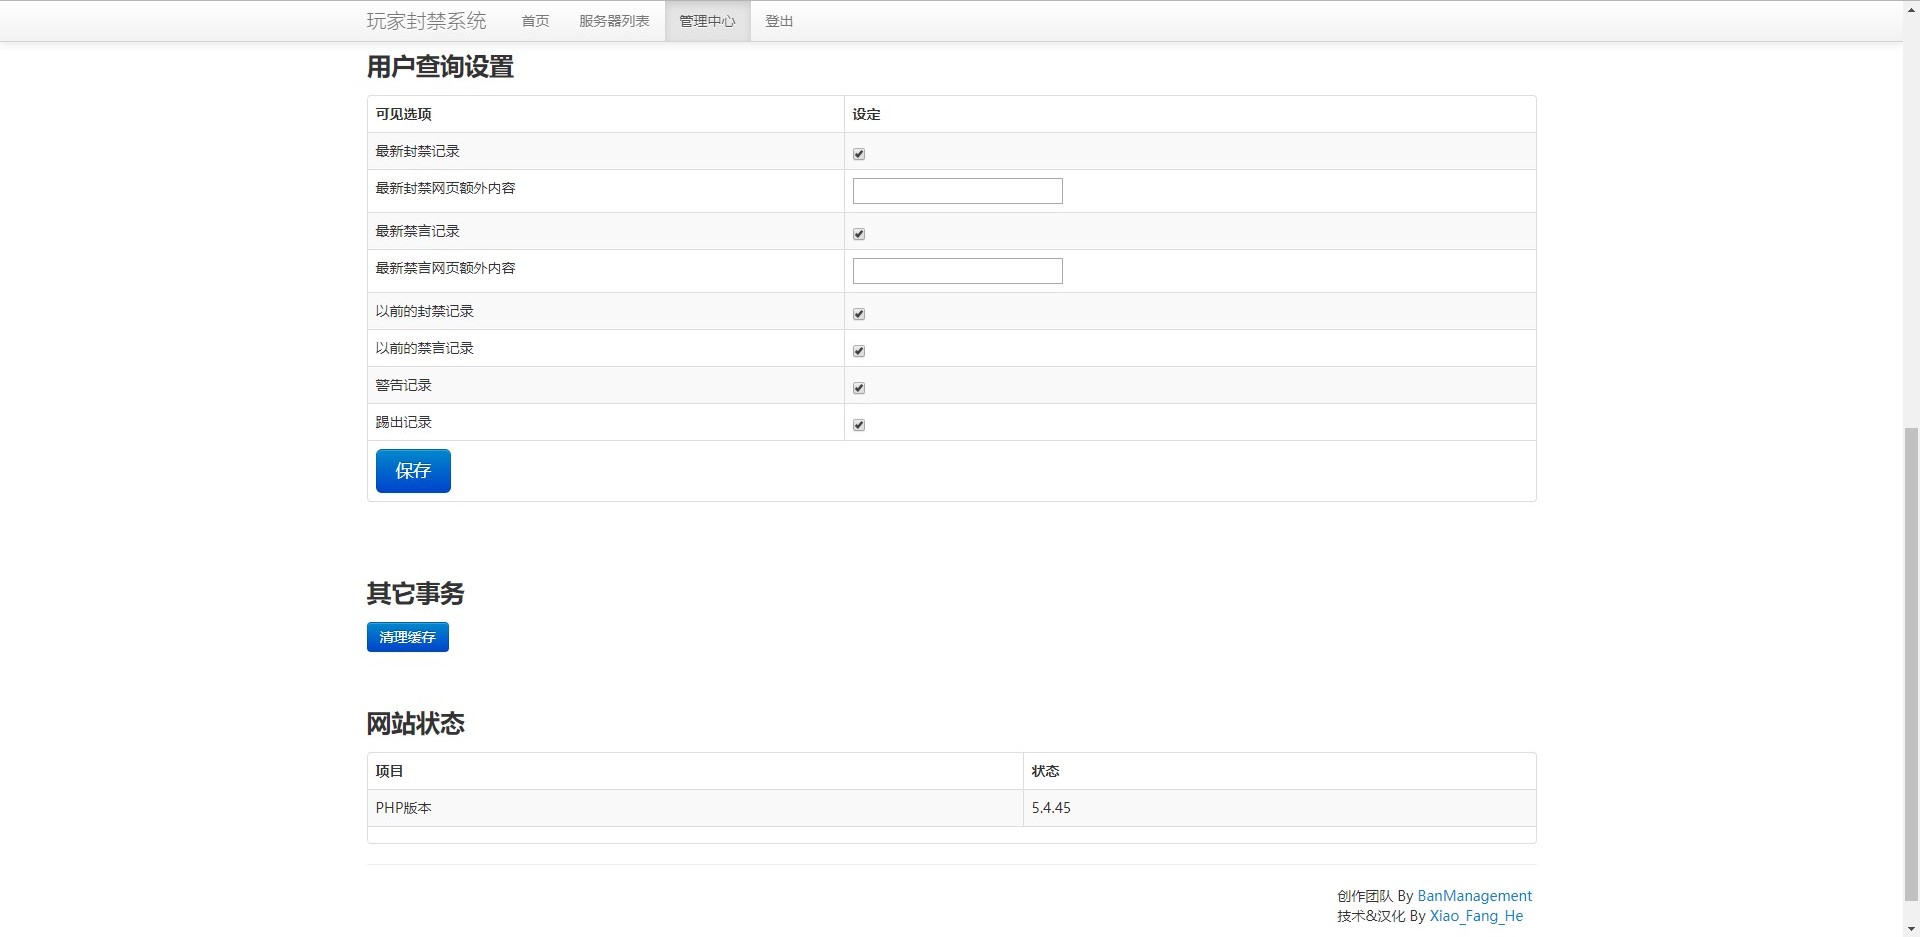 玩家封禁系统 首页 服务器列表 管理中心 登出
用户查询设置
可见选项 设定
最新封禁记录
最新封禁网页额外内容
最新禁言记录
最新禁言网页额外内容
以前的封禁记录
以前的禁言记录
警告记录
踢出记录
保存
其它事务
清理缓存
网站状态
项目 状态
PHP版本 5.4.45
创作团队 By BanManagement
技术&汉化 By Xiao_Fang_He